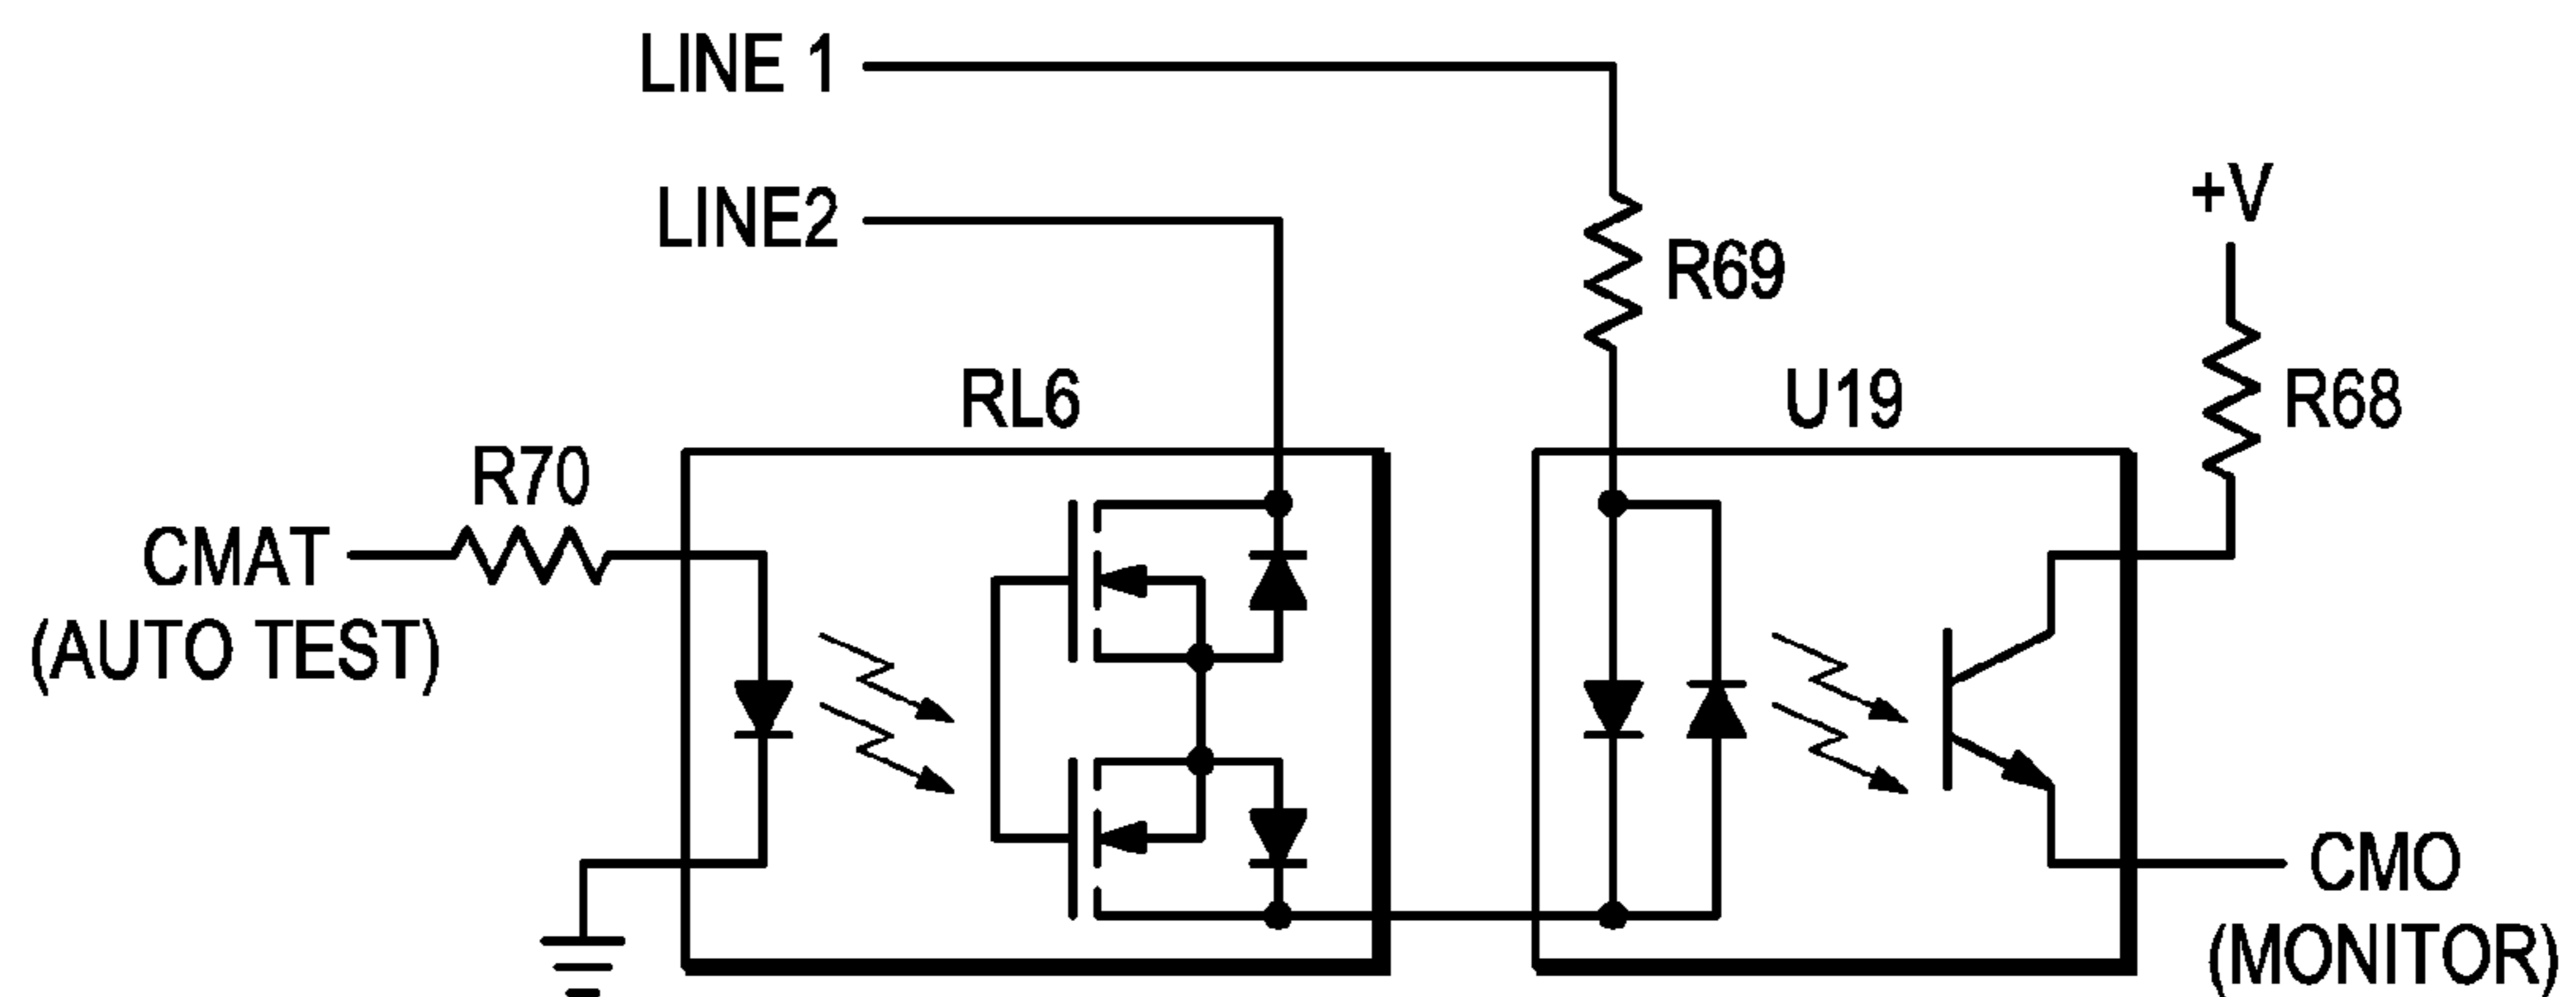 LINE 1
LINE2
+V
R69
RL6
U19
R68
R70
CMAT
(AUTO TEST)
CMO
(MONITOR)